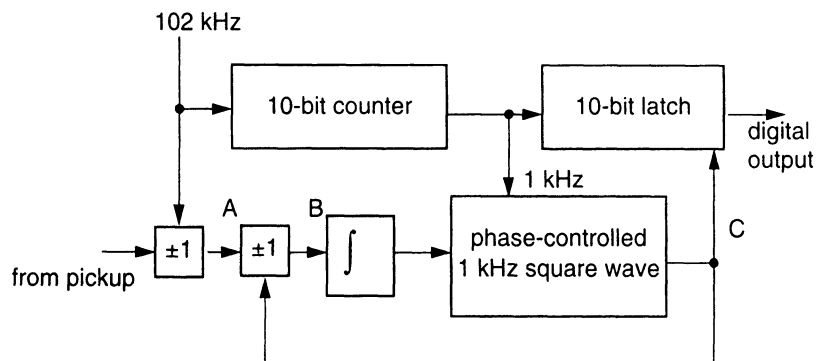 102 kHz
10-bit counter
10-bit latch
digital
output
1 kHz
A
B
C
±1
±1
∫
phase-controlled
1 kHz square wave
from pickup